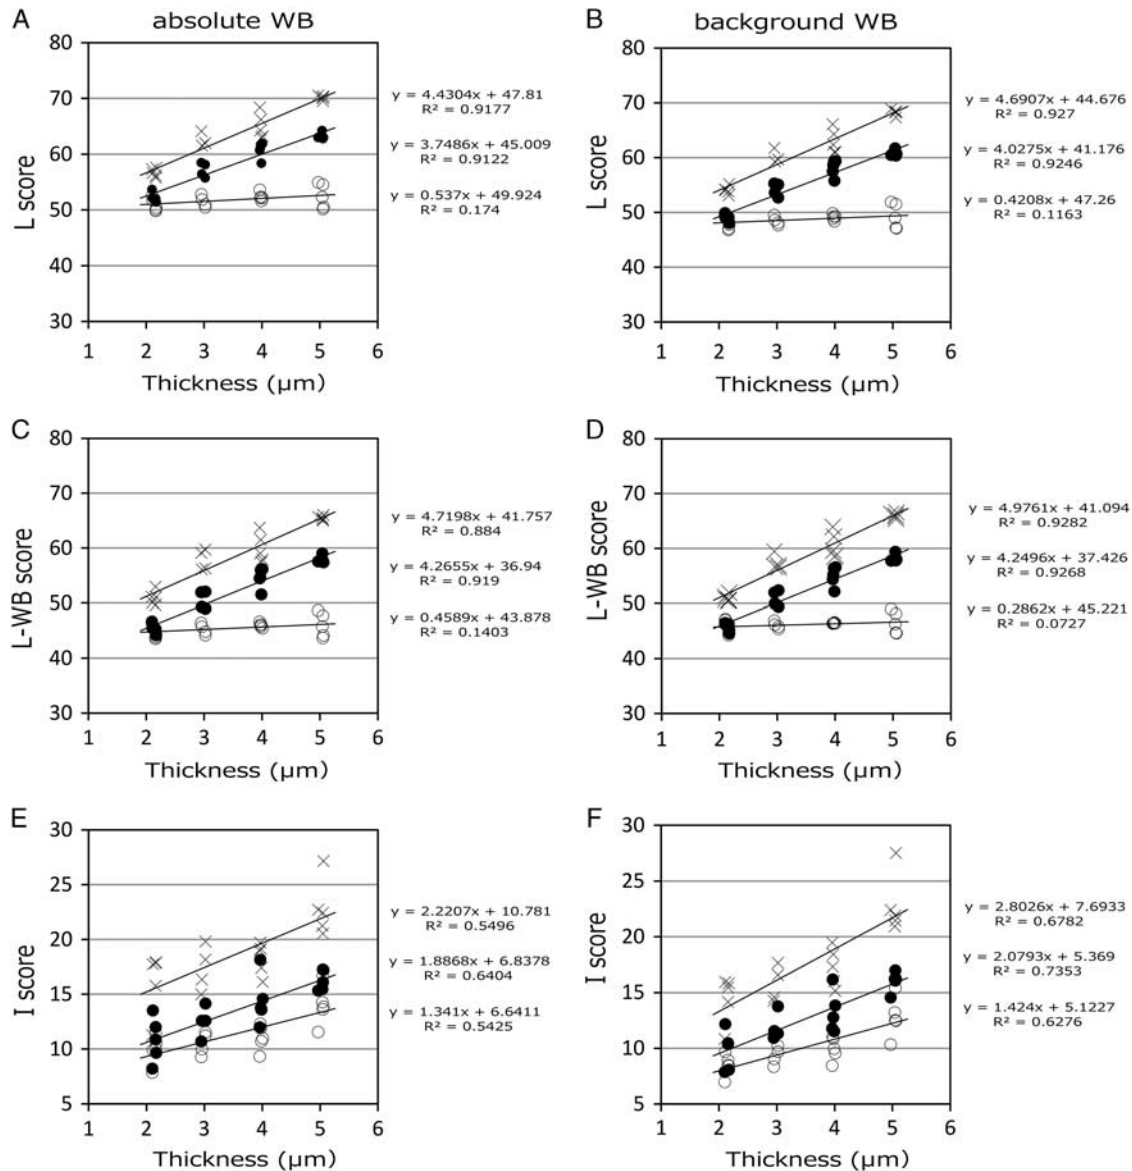 A absolute WB
80
70
60
50
40
30
L score
1 2 3 4 5 6
Thickness (μm)
y = 4.4304x + 47.81
R² = 0.9177
y = 3.7486x + 45.009
R² = 0.9122
y = 0.537x + 49.924
R² = 0.174
B background WB
80
70
60
50
40
30
L score
1 2 3 4 5 6
Thickness (μm)
y = 4.6907x + 44.676
R² = 0.927
y = 4.0275x + 41.176
R² = 0.9246
y = 0.4208x + 47.26
R² = 0.1163
C
80
70
60
50
40
30
L-WB score
1 2 3 4 5 6
Thickness (μm)
y = 4.7198x + 41.757
R² = 0.884
y = 4.2655x + 36.94
R² = 0.919
y = 0.4589x + 43.878
R² = 0.1403
D
80
70
60
50
40
30
L-WB score
1 2 3 4 5 6
Thickness (μm)
y = 4.9761x + 41.094
R² = 0.9282
y = 4.2496x + 37.426
R² = 0.9268
y = 0.2862x + 45.221
R² = 0.0727
E
30
25
20
15
10
5
I score
1 2 3 4 5 6
Thickness (μm)
y = 2.2207x + 10.781
R² = 0.5496
y = 1.8868x + 6.8378
R² = 0.6404
y = 1.341x + 6.6411
R² = 0.5425
F
30
25
20
15
10
5
I score
1 2 3 4 5 6
Thickness (μm)
y = 2.8026x + 7.6933
R² = 0.6782
y = 2.0793x + 5.369
R² = 0.7353
y = 1.424x + 5.1227
R² = 0.6276